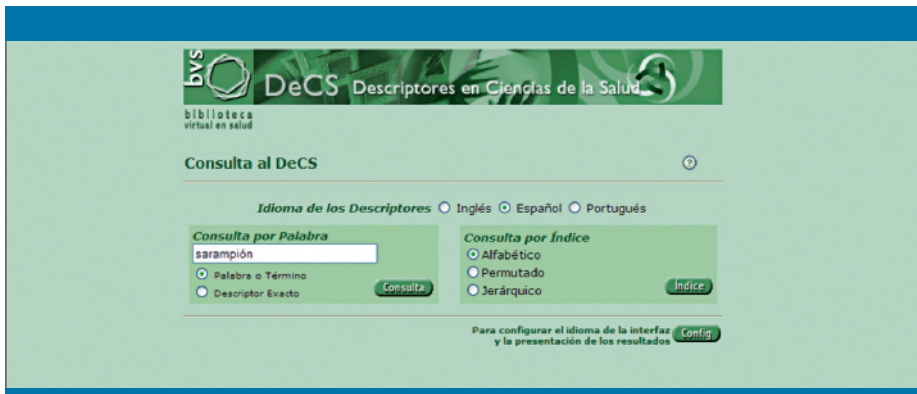 bvs
DeCS Descriptores en Ciencias de la Salud
biblioteca
virtual en salud
Consulta al DeCS
?
Idioma de los Descriptores Inglés Español Portugués
Consulta por Palabra
sarampión
Palabra o Término
Descriptor Exacto
Consulta
Consulta por Índice
Alfabético
Permutado
Jerárquico
Indice
Para configurar el idioma de la interfaz
y la presentación de los resultados
Config